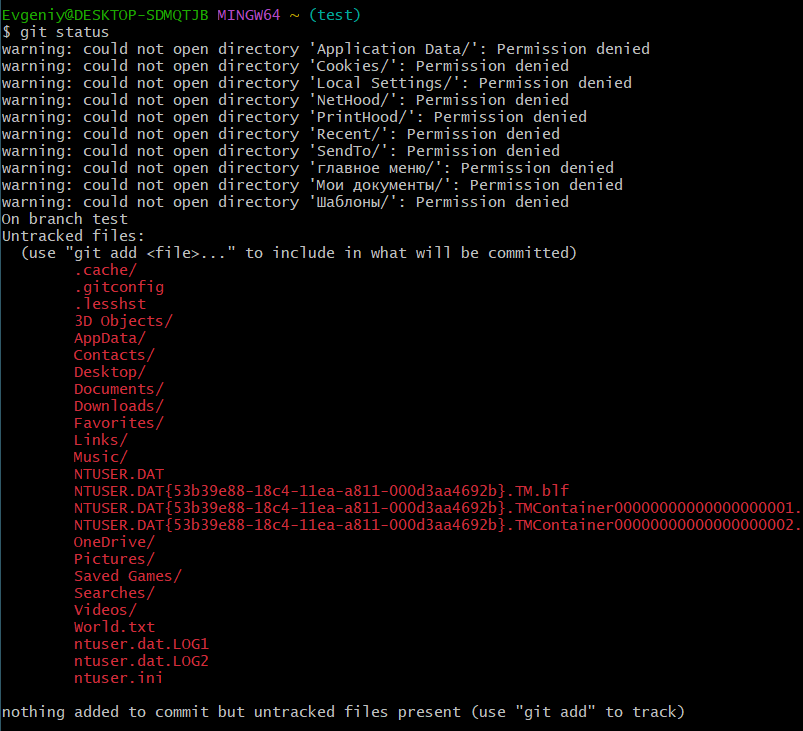 Evgeniy@DESKTOP-SDMQTJB MINGW64 ~ (test)
$ git status
warning: could not open directory 'Application Data/': Permission denied
warning: could not open directory 'Cookies/': Permission denied
warning: could not open directory 'Local Settings/': Permission denied
warning: could not open directory 'NetHood/': Permission denied
warning: could not open directory 'PrintHood/': Permission denied
warning: could not open directory 'Recent/': Permission denied
warning: could not open directory 'SendTo/': Permission denied
warning: could not open directory 'главное меню/': Permission denied
warning: could not open directory 'Мои документы/': Permission denied
warning: could not open directory 'Шаблоны/': Permission denied
On branch test
Untracked files:
  (use "git add <file>..." to include in what will be committed)
        .cache/
        .gitconfig
        .lesshst
        3D Objects/
        AppData/
        Contacts/
        Desktop/
        Documents/
        Downloads/
        Favorites/
        Links/
        Music/
        NTUSER.DAT
        NTUSER.DAT{53b39e88-18c4-11ea-a811-000d3aa4692b}.TM.blf
        NTUSER.DAT{53b39e88-18c4-11ea-a811-000d3aa4692b}.TMContainer00000000000000000001.
        NTUSER.DAT{53b39e88-18c4-11ea-a811-000d3aa4692b}.TMContainer00000000000000000002.
        OneDrive/
        Pictures/
        Saved Games/
        Searches/
        Videos/
        World.txt
        ntuser.dat.LOG1
        ntuser.dat.LOG2
        ntuser.ini

nothing added to commit but untracked files present (use "git add" to track)